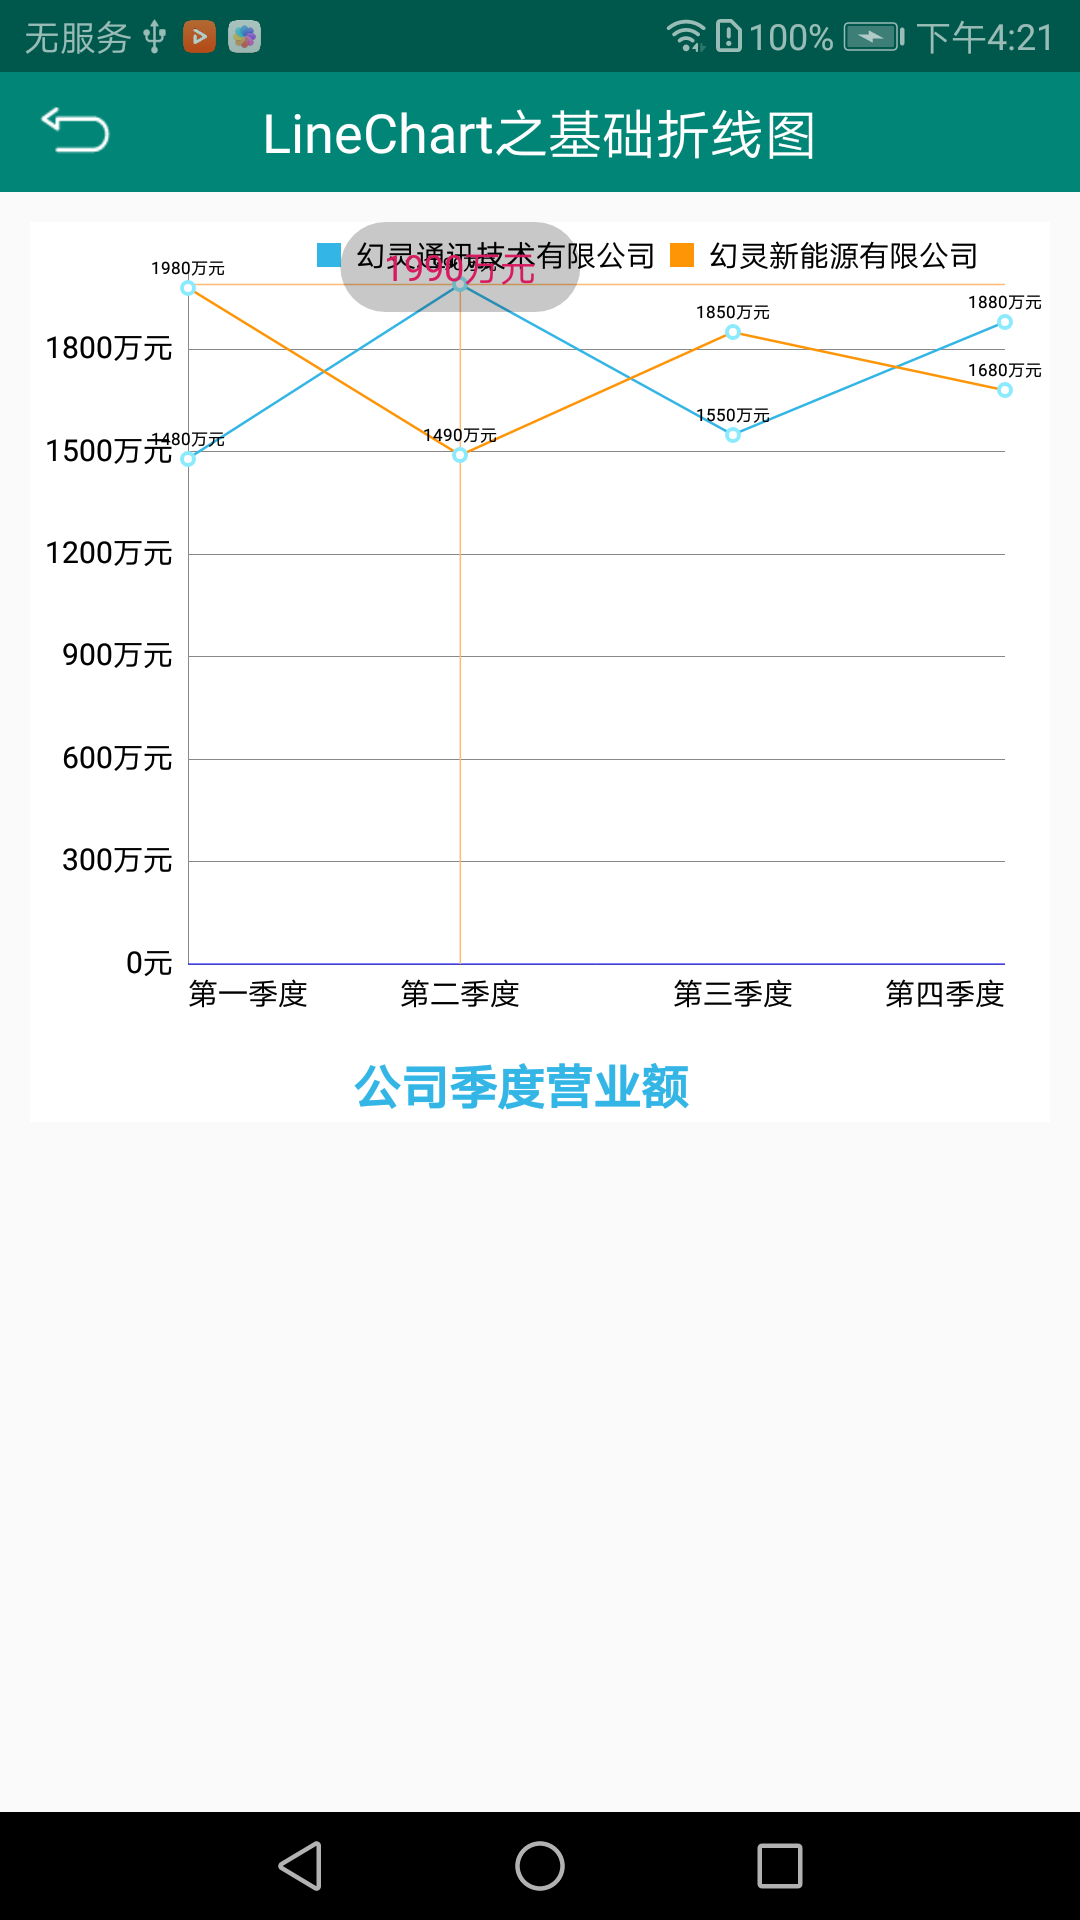 无服务 100% 下午4:21
LineChart之基础折线图
幻灵通讯技术有限公司 幻灵新能源有限公司
1990万元
1980万元
1880万元
1850万元
1800万元
1680万元
1550万元
1490万元
1480万元
1500万元
1200万元
900万元
600万元
300万元
0元
第一季度 第二季度 第三季度 第四季度
公司季度营业额